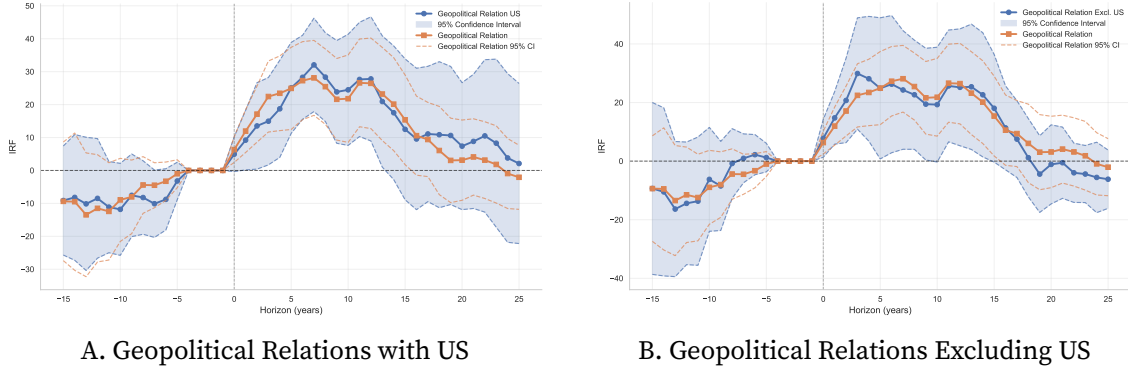 Geopolitical Relation US
95% Confidence Interval
Geopolitical Relation
Geopolitical Relation 95% CI
50
40
30
20
10
0
−10
−20
−30
IRF
−15
−10
−5
0
5
10
15
20
25
Horizon (years)
A. Geopolitical Relations with US
Geopolitical Relation Excl. US
95% Confidence Interval
Geopolitical Relation
Geopolitical Relation 95% CI
40
20
0
−20
−40
IRF
−15
−10
−5
0
5
10
15
20
25
Horizon (years)
B. Geopolitical Relations Excluding US